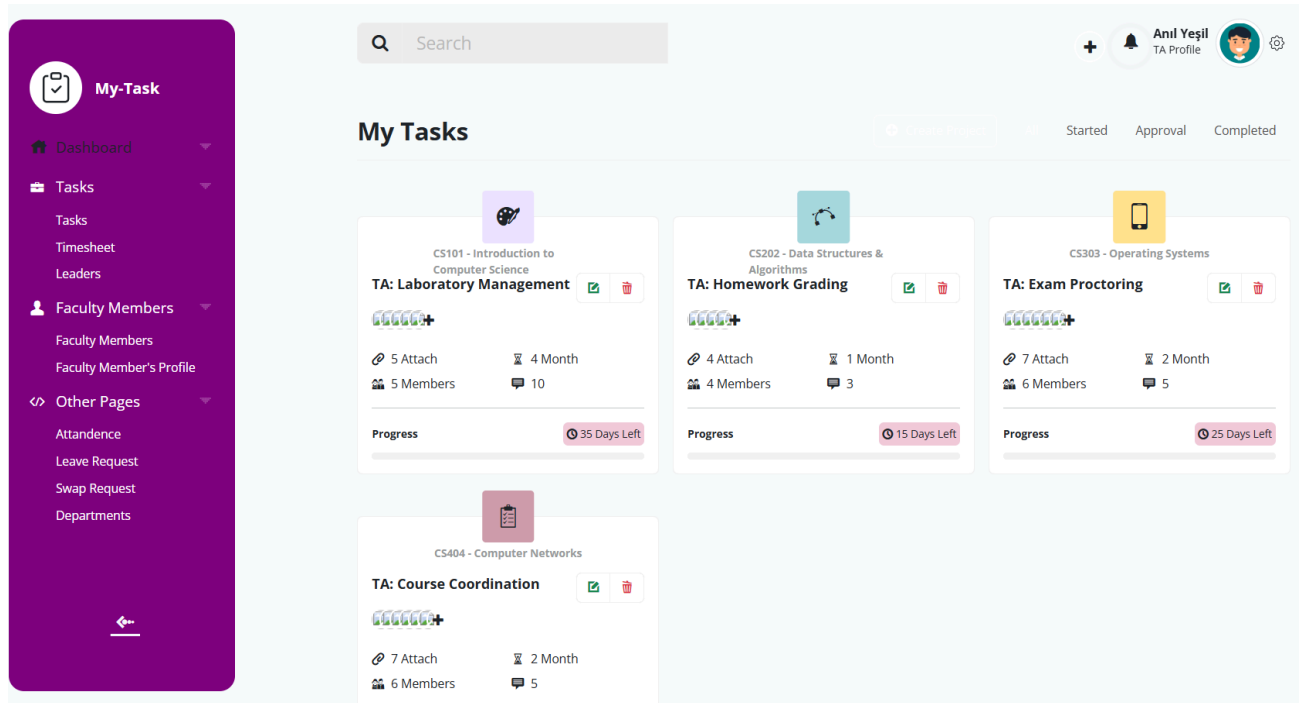 Search
Anıl Yeşil
TA Profile
My-Task
Dashboard
Tasks
Tasks
Timesheet
Leaders
Faculty Members
Faculty Members
Faculty Member's Profile
Other Pages
Attandence
Leave Request
Swap Request
Departments
My Tasks
Started Approval Completed
CS101 - Introduction to
Computer Science
TA: Laboratory Management
5 Attach 4 Month
5 Members 10
Progress 35 Days Left
CS202 - Data Structures &
Algorithms
TA: Homework Grading
4 Attach 1 Month
4 Members 3
Progress 15 Days Left
CS303 - Operating Systems
TA: Exam Proctoring
7 Attach 2 Month
6 Members 5
Progress 25 Days Left
CS404 - Computer Networks
TA: Course Coordination
7 Attach 2 Month
6 Members 5